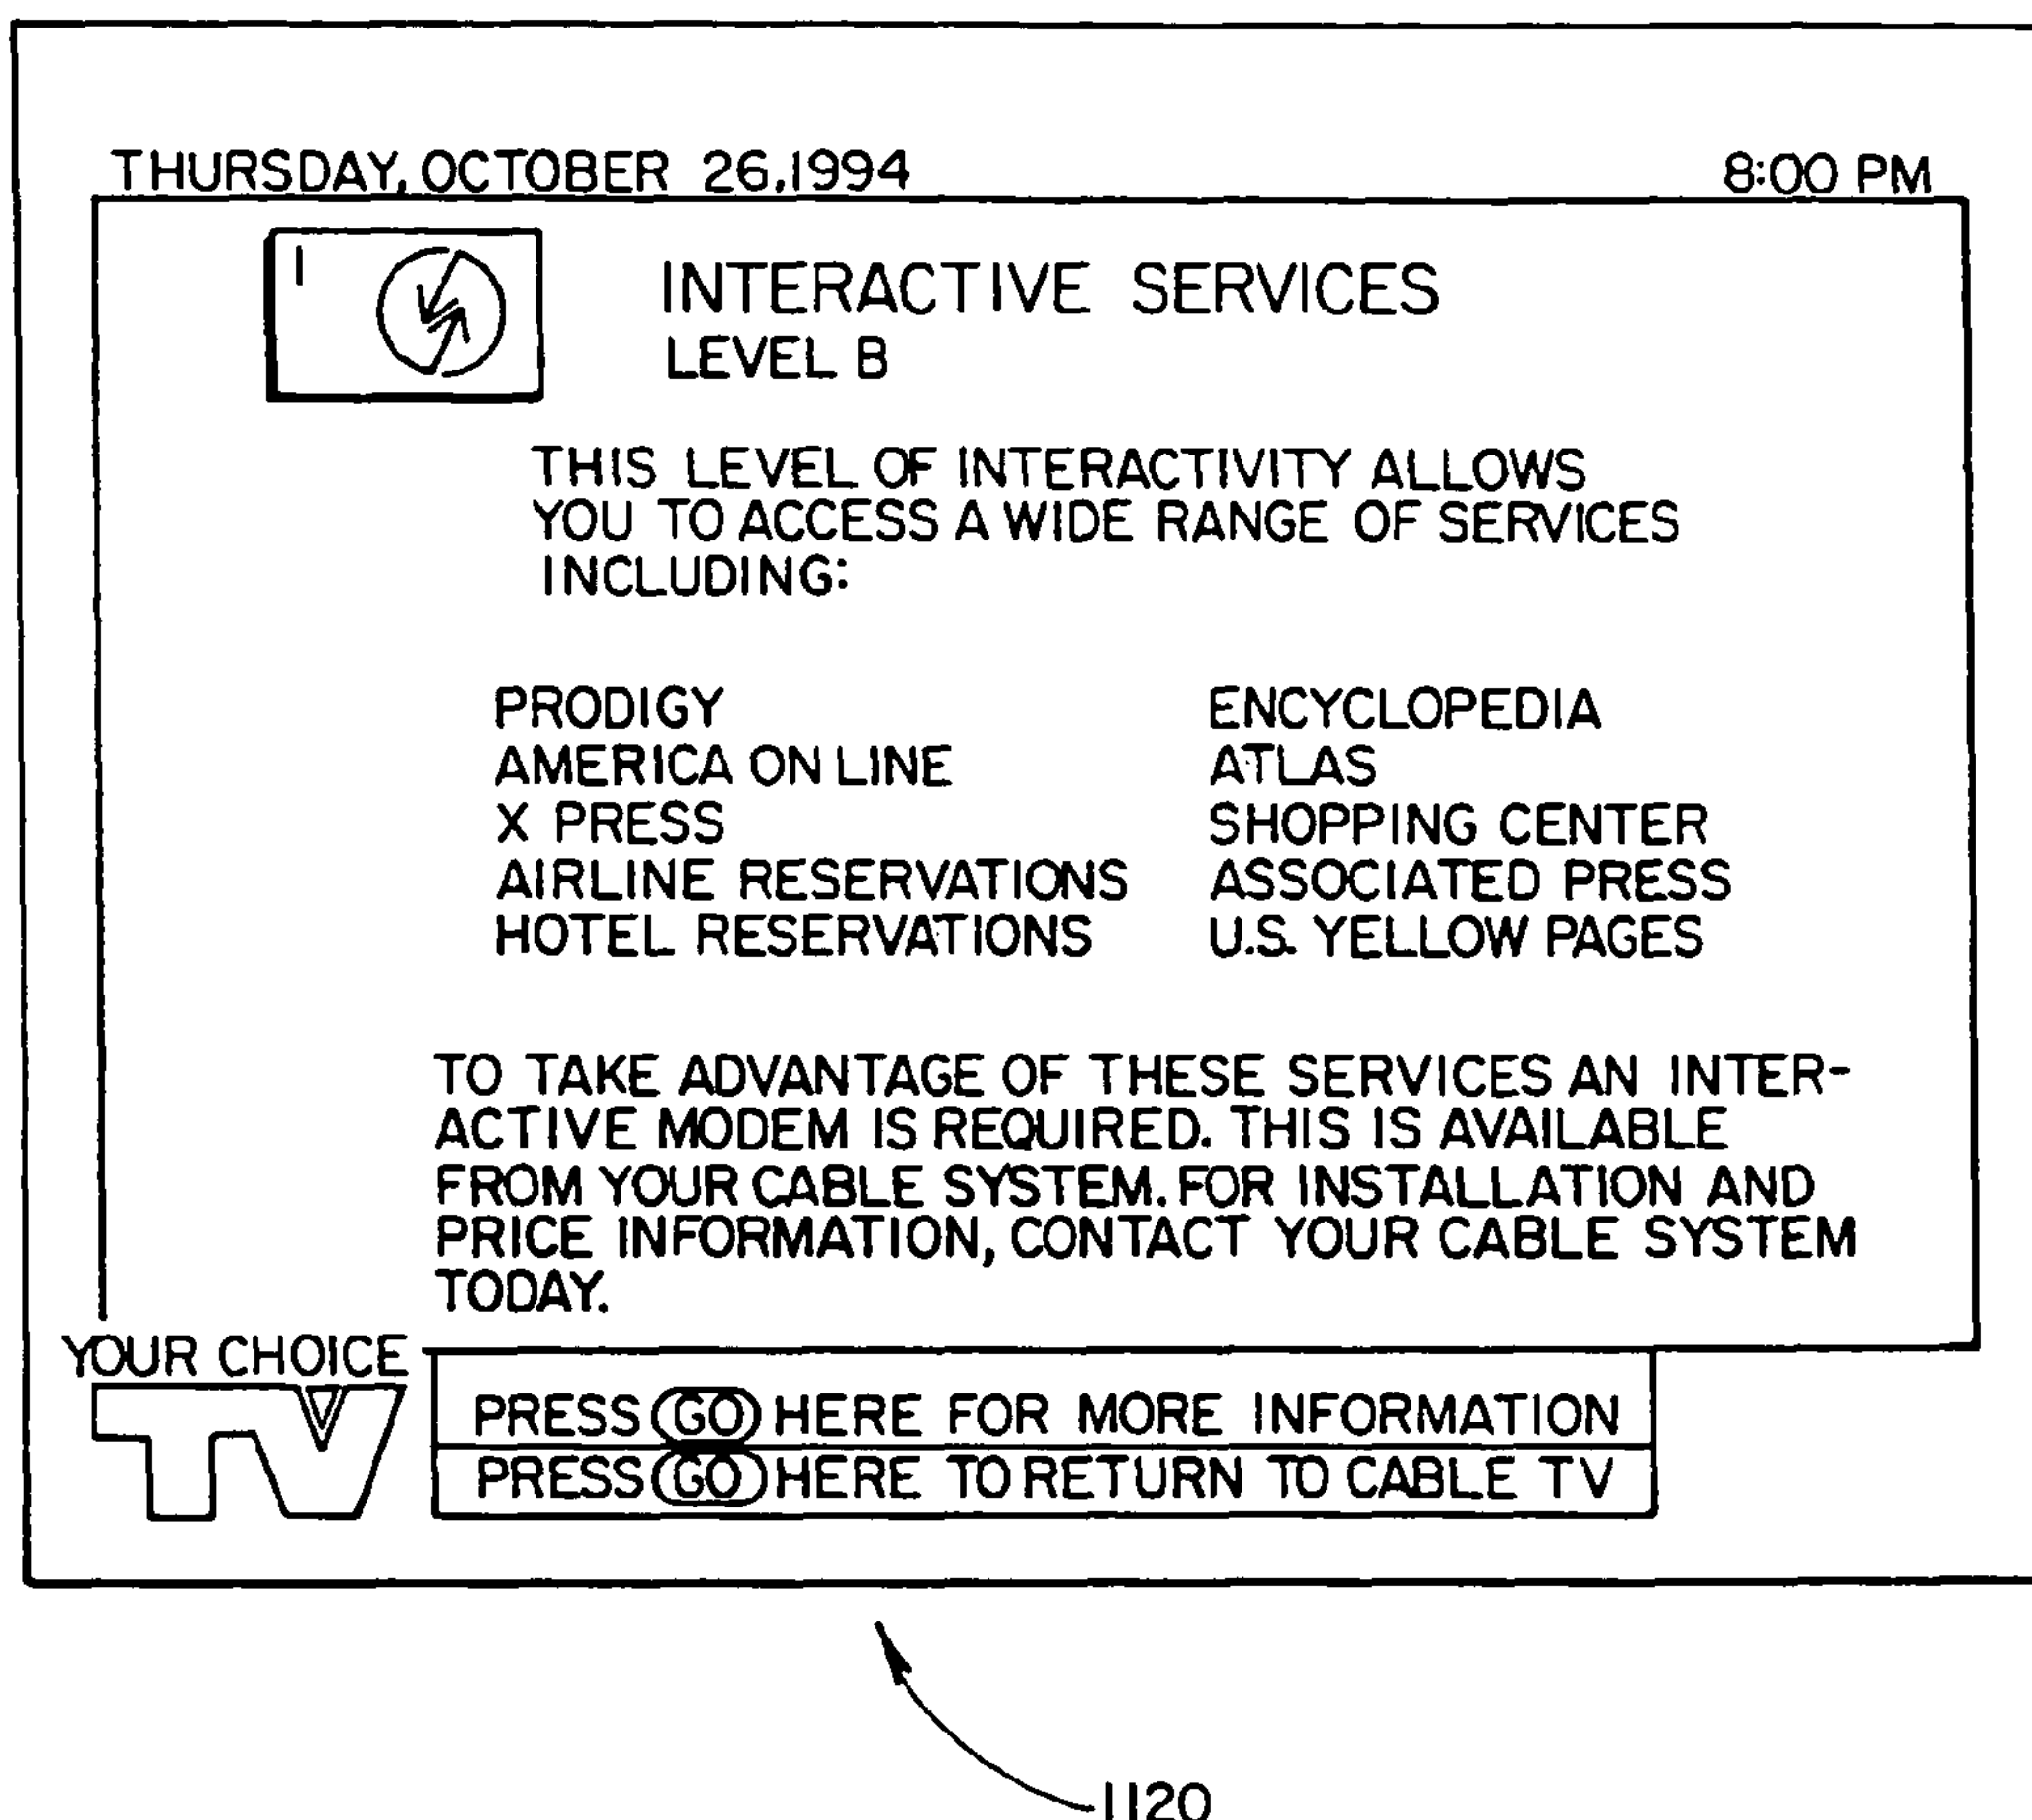 THURSDAY, OCTOBER 26, 1994 8:00 PM
I
INTERACTIVE SERVICES
LEVEL B
THIS LEVEL OF INTERACTIVITY ALLOWS
YOU TO ACCESS A WIDE RANGE OF SERVICES
INCLUDING:
PRODIGY
AMERICA ON LINE
X PRESS
AIRLINE RESERVATIONS
HOTEL RESERVATIONS
ENCYCLOPEDIA
ATLAS
SHOPPING CENTER
ASSOCIATED PRESS
U.S. YELLOW PAGES
TO TAKE ADVANTAGE OF THESE SERVICES AN INTER-
ACTIVE MODEM IS REQUIRED. THIS IS AVAILABLE
FROM YOUR CABLE SYSTEM. FOR INSTALLATION AND
PRICE INFORMATION, CONTACT YOUR CABLE SYSTEM
TODAY.
YOUR CHOICE
TV
PRESS GO HERE FOR MORE INFORMATION
PRESS GO HERE TO RETURN TO CABLE TV
1120